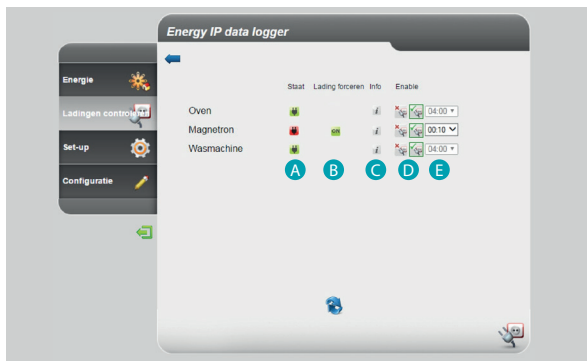 Energy IP data logger
Energie
Ladingen controleren
Set-up
Configuratie
Staat Lading forceren Info Enable
Oven i 04:00
Magnetron ON i 00:10
Wasmachine i 04:00
A B C D E